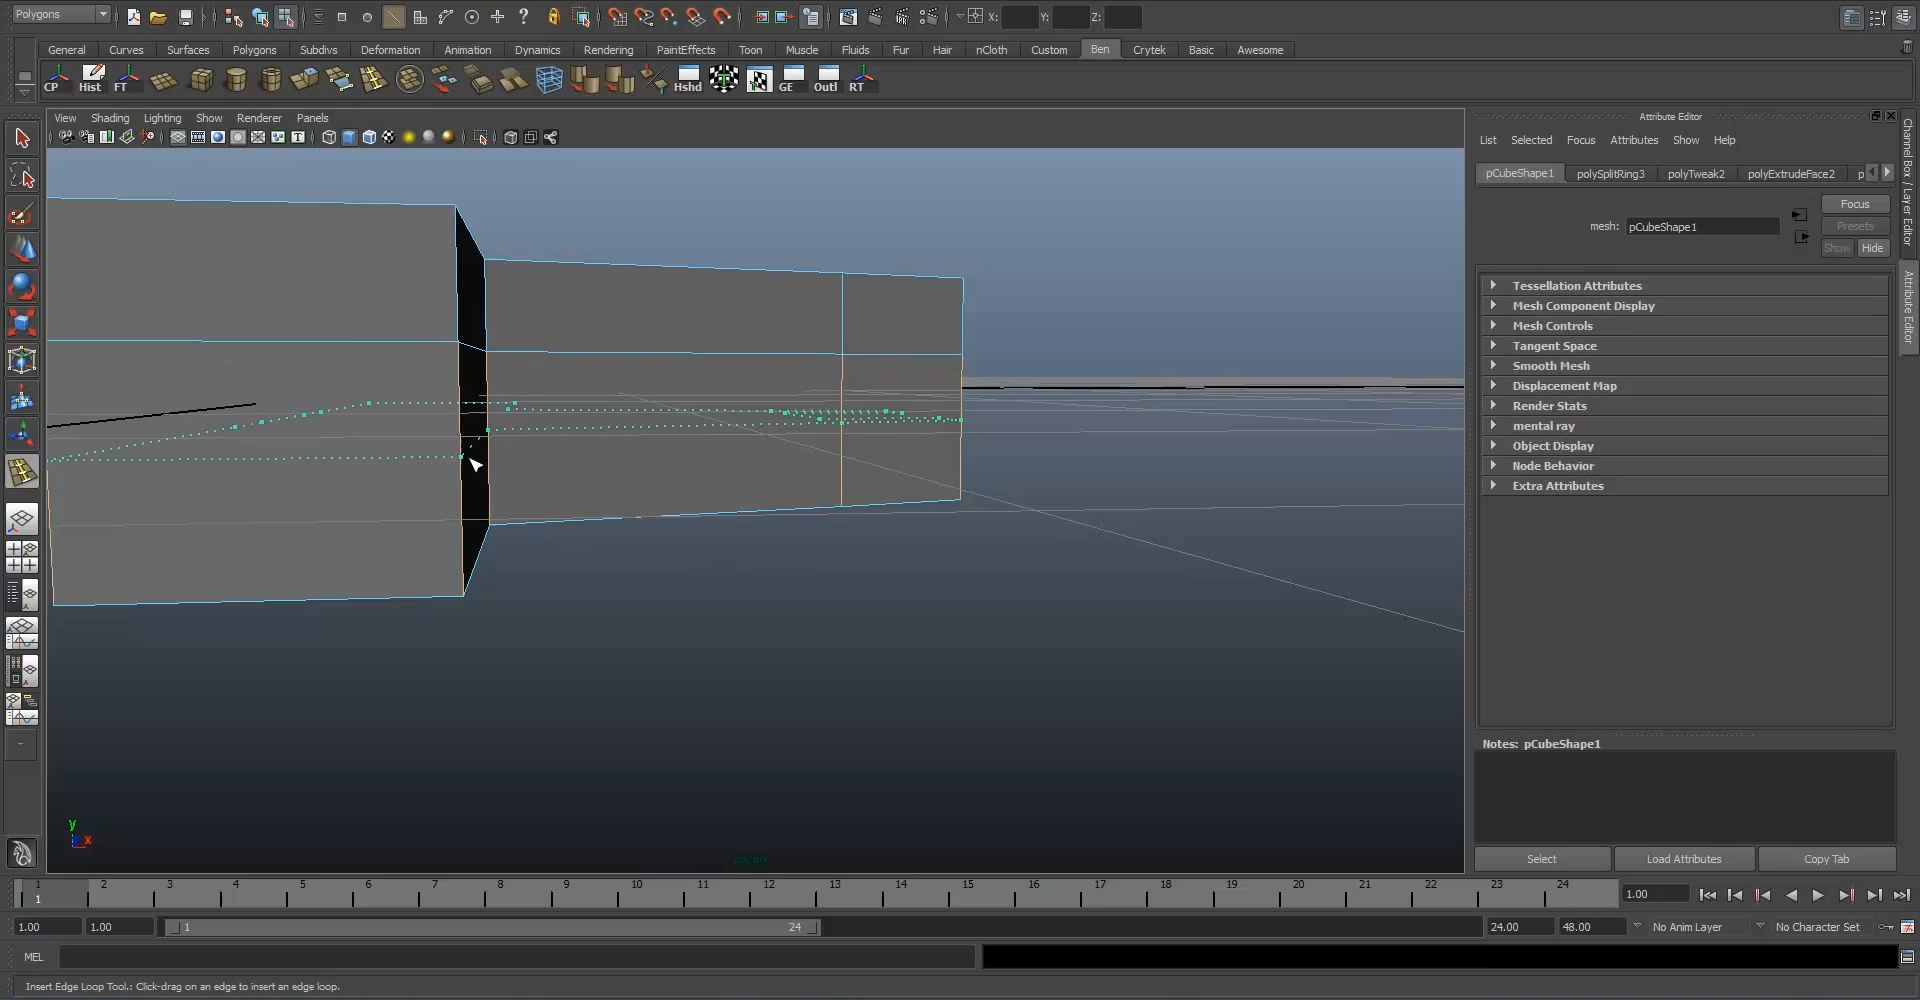 Polygons
X:
Y:
Z:
General Curves Surfaces Polygons Subdivs Deformation Animation Dynamics Rendering PaintEffects Toon Muscle Fluids Fur Hair nCloth Custom Ben Crytek Basic Awesome
CP Hist FT Hshd GE Outl RT
View Shading Lighting Show Renderer Panels
Attribute Editor
List Selected Focus Attributes Show Help
pCubeShape1 polySplitRing3 polyTweak2 polyExtrudeFace2 p
Focus
mesh: pCubeShape1
Presets
Show Hide
Tessellation Attributes
Mesh Component Display
Mesh Controls
Tangent Space
Smooth Mesh
Displacement Map
Render Stats
mental ray
Object Display
Node Behavior
Extra Attributes
Notes: pCubeShape1
Select Load Attributes Copy Tab
Channel Box / Layer Editor
Attribute Editor
y
x
persp
1 2 3 4 5 6 7 8 9 10 11 12 13 14 15 16 17 18 19 20 21 22 23 24
1
1.00
1.00 1.00 1 24 24.00 48.00 No Anim Layer No Character Set
MEL
Insert Edge Loop Tool.: Click-drag on an edge to insert an edge loop.